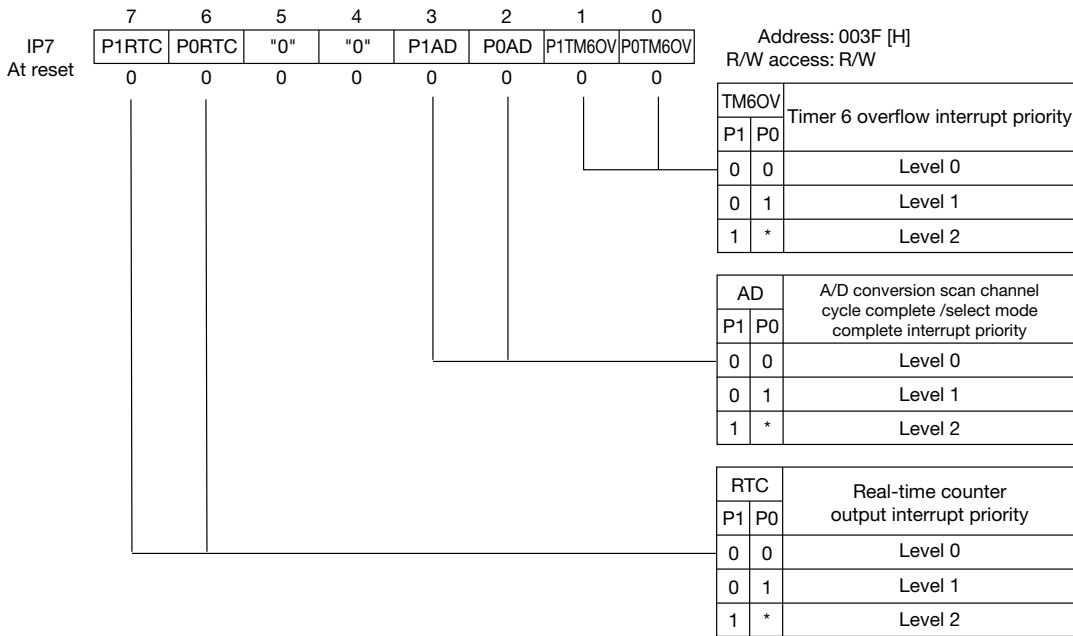 7 6 5 4 3 2 1 0
IP7 P1RTC P0RTC "0" "0" P1AD P0AD P1TM6OV P0TM6OV
At reset 0 0 0 0 0 0 0 0
Address: 003F [H]
R/W access: R/W
TM6OV Timer 6 overflow interrupt priority
P1 P0
0 0 Level 0
0 1 Level 1
1 * Level 2
AD A/D conversion scan channel
cycle complete /select mode
P1 P0 complete interrupt priority
0 0 Level 0
0 1 Level 1
1 * Level 2
RTC Real-time counter
P1 P0 output interrupt priority
0 0 Level 0
0 1 Level 1
1 * Level 2